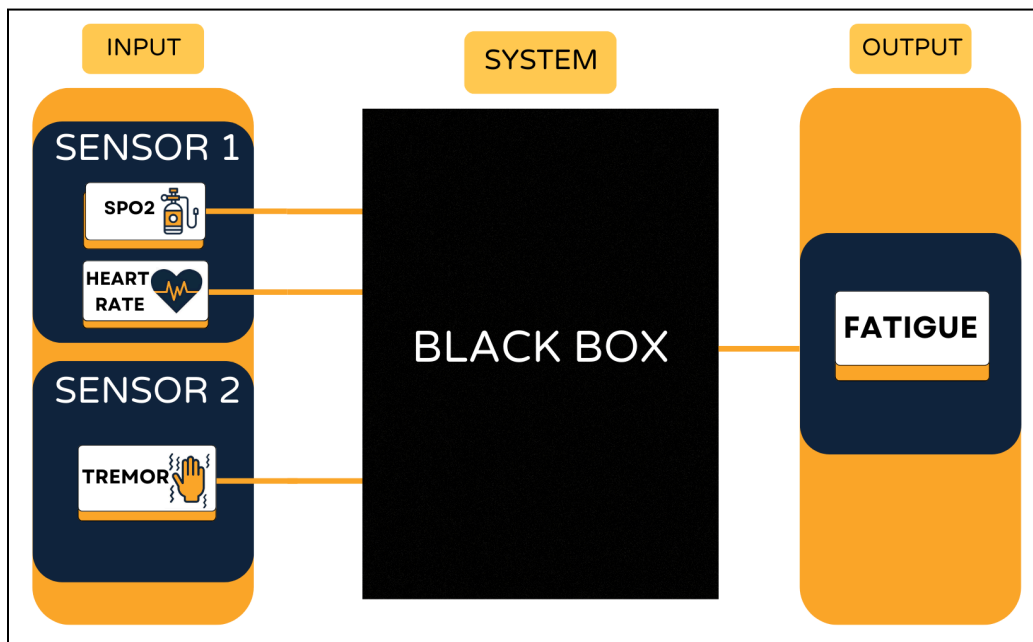 INPUT
SYSTEM
OUTPUT
SENSOR 1
SPO2
HEART
RATE
SENSOR 2
TREMOR
BLACK BOX
FATIGUE